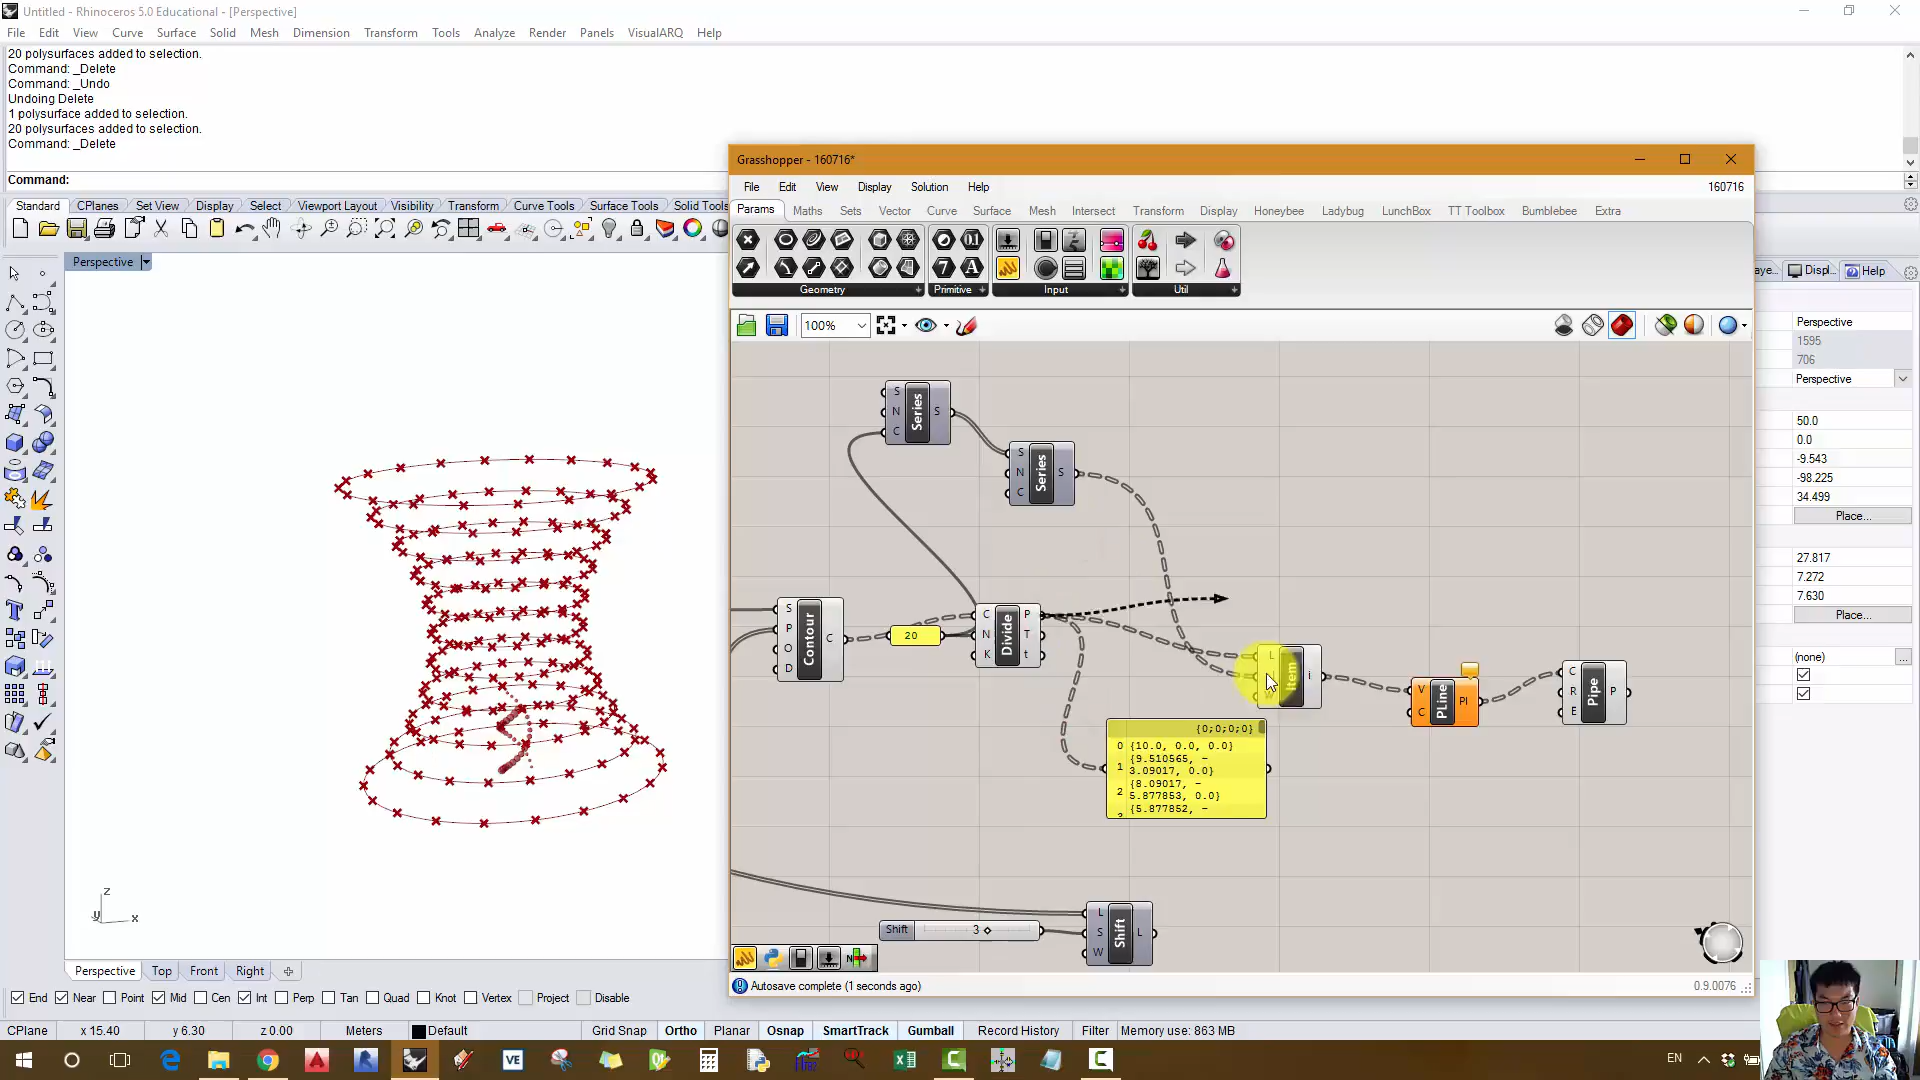 Untitled - Rhinoceros 5.0 Educational - [Perspective]
File Edit View Curve Surface Solid Mesh Dimension Transform Tools Analyze Render Panels VisualARQ Help
20 polysurfaces added to selection.
Command: _Delete
Command: _Undo
Undoing Delete
1 polysurface added to selection.
20 polysurfaces added to selection.
Command: _Delete
Command:
Standard CPlanes Set View Display Select Viewport Layout Visibility Transform Curve Tools Surface Tools Solid Tools
Perspective
Grasshopper - 160716*
File Edit View Display Solution Help 160716
Params Maths Sets Vector Curve Surface Mesh Intersect Transform Display Honeybee Ladybug LunchBox TT Toolbox Bumblebee Extra
Geometry Primitive Input Util
100%
S N C Series S
S N C Series S
S P O D Contour C
20
C N K Divide P T t
L Item i
V C PLine Pl
C R E Pipe P
{0;0;0;0}
0 {10.0, 0.0, 0.0}
1 {9.510565, -
3.09017, 0.0}
2 {8.09017, -
5.877853, 0.0}
{5.877852, -
Shift 3
L S W Shift L
Autosave complete (1 seconds ago) 0.9.0076
Displ... Help
Perspective
1595
706
Perspective
50.0
0.0
-9.543
-98.225
34.499
Place...
27.817
7.272
7.630
Place...
(none) ...
z
y x
Perspective Top Front Right
End Near Point Mid Cen Int Perp Tan Quad Knot Vertex Project Disable
CPlane x 15.40 y 6.30 z 0.00 Meters Default Grid Snap Ortho Planar Osnap SmartTrack Gumball Record History Filter Memory use: 863 MB
EN